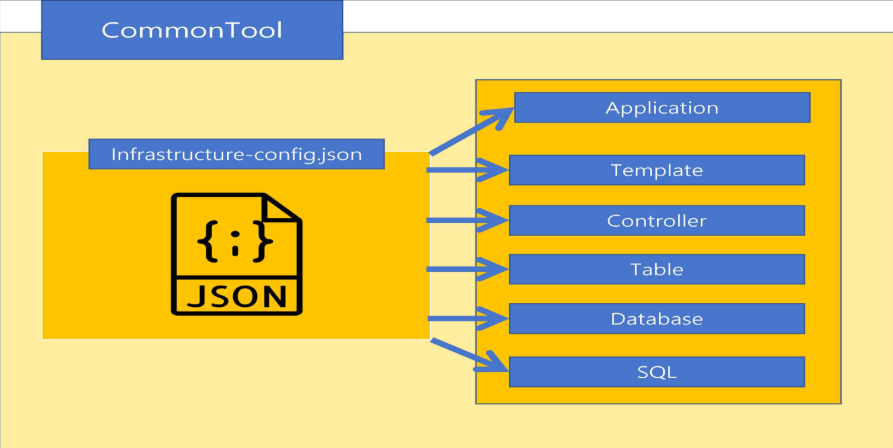 CommonTool
Infrastructure-config.json
{;}
JSON
Application
Template
Controller
Table
Database
SQL